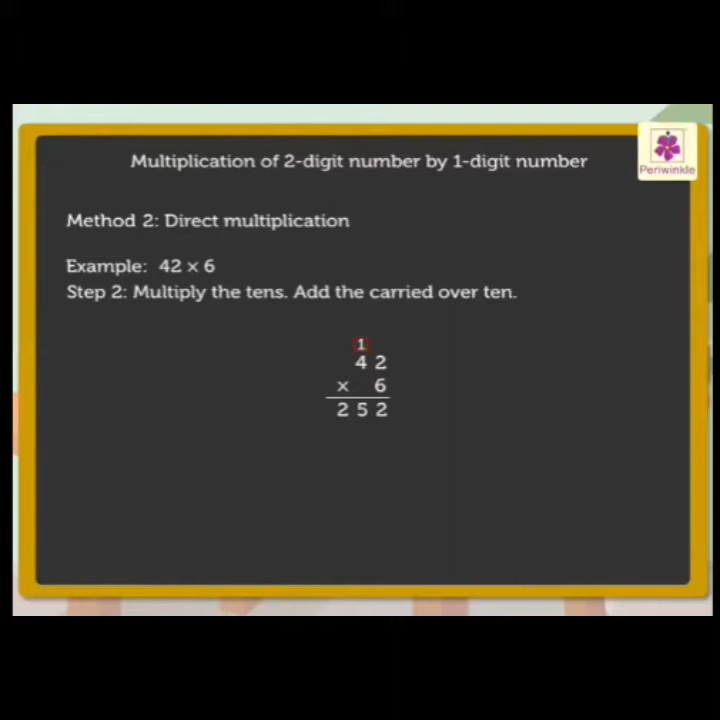 Multiplication of 2-digit number by 1-digit number
Periwinkle
Method 2: Direct multiplication
Example: 42 × 6
Step 2: Multiply the tens. Add the carried over ten.
1
4 2
× 6
2 5 2